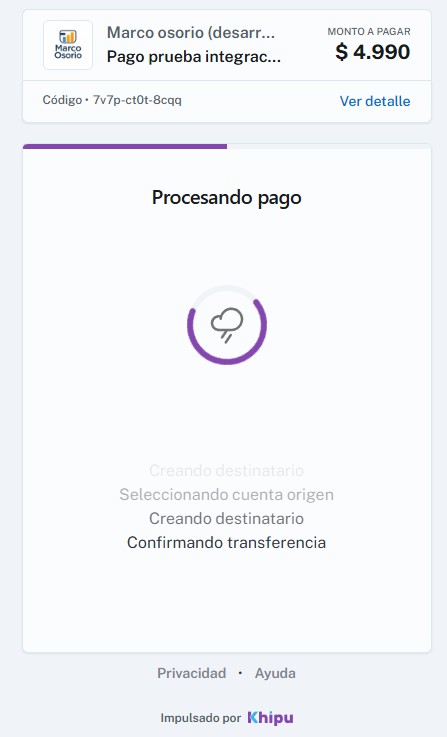 Marco
Osorio
Marco osorio (desarr...
Pago prueba integrac...
MONTO A PAGAR
$ 4.990
Código • 7v7p-ct0t-8cqq
Ver detalle
Procesando pago
Creando destinatario
Seleccionando cuenta origen
Creando destinatario
Confirmando transferencia
Privacidad • Ayuda
Impulsado por khipu